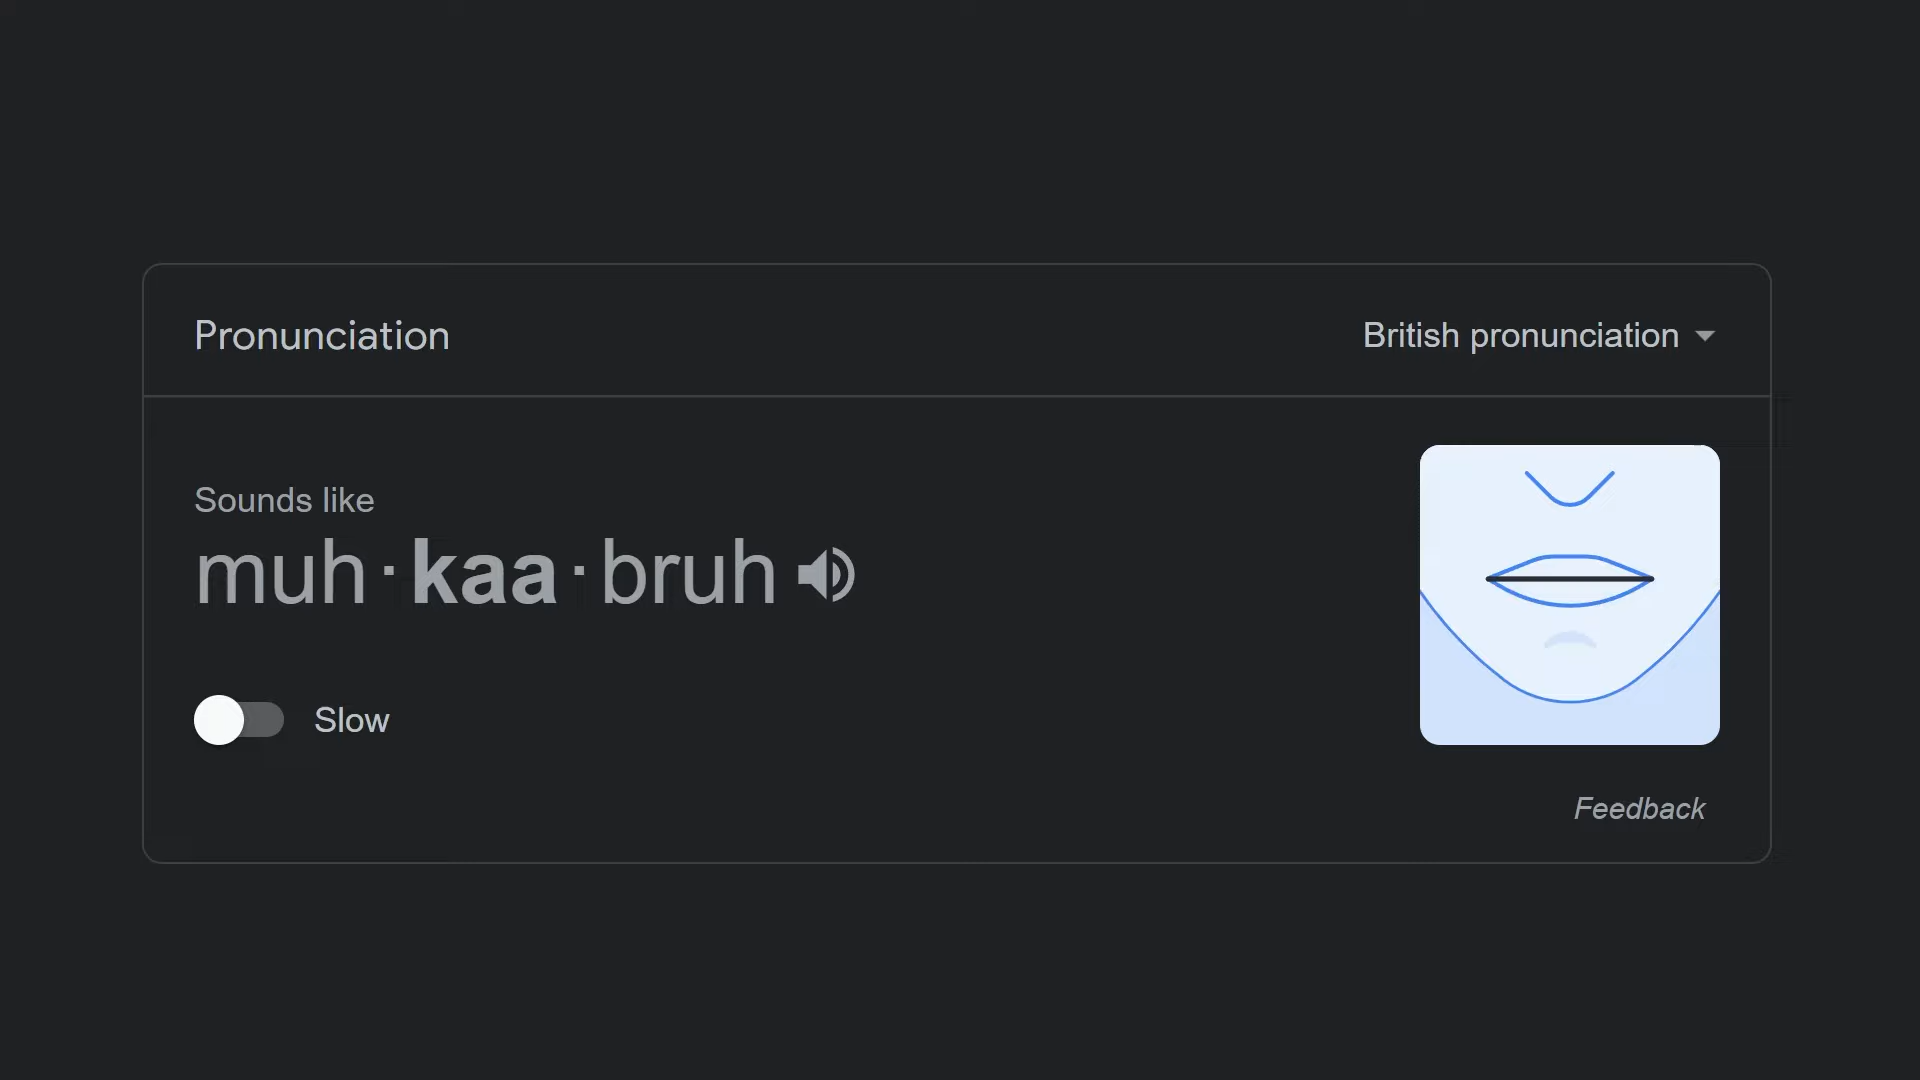 Pronunciation
British pronunciation
Sounds like
muh·kaa·bruh
Slow
Feedback